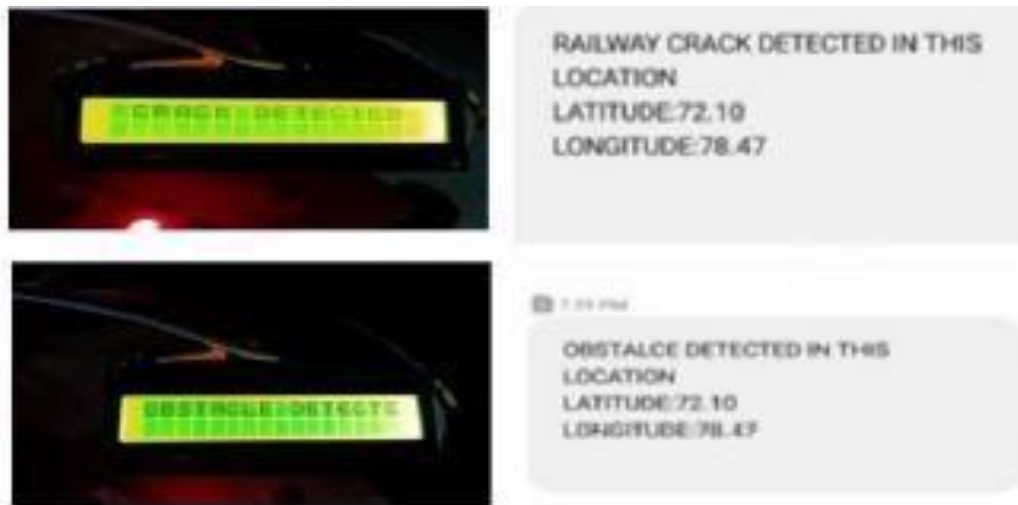 CRACK DETECTED
RAILWAY CRACK DETECTED IN THIS
LOCATION
LATITUDE:72.10
LONGITUDE:78.47
OBSTACLE DETECTE
PM
OBSTALCE DETECTED IN THIS
LOCATION
LATITUDE:72.10
LONGITUDE:78.47